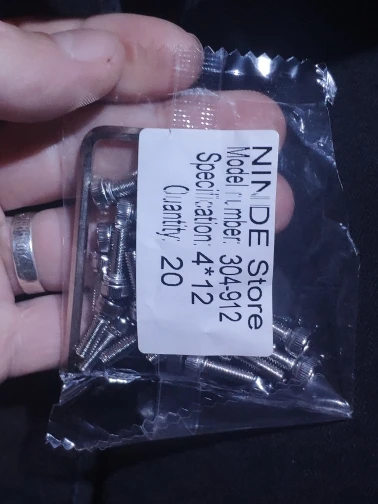 NINDE Store
Model number: 304-912
Specification: 4*12
Quantity: 20